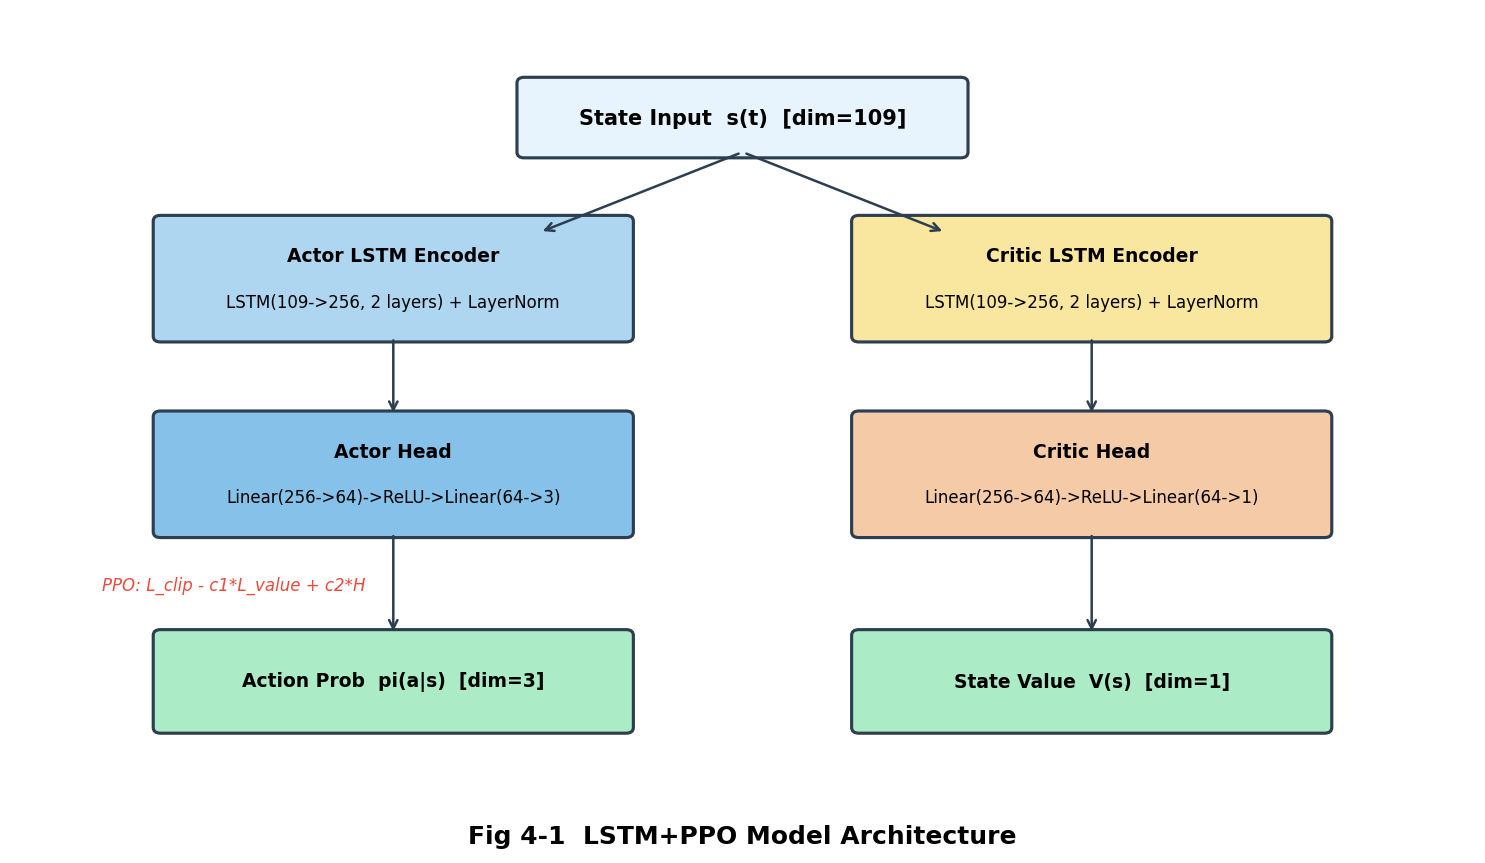 State Input  s(t)  [dim=109]
Actor LSTM Encoder
LSTM(109->256, 2 layers) + LayerNorm
Critic LSTM Encoder
LSTM(109->256, 2 layers) + LayerNorm
Actor Head
Linear(256->64)->ReLU->Linear(64->3)
Critic Head
Linear(256->64)->ReLU->Linear(64->1)
PPO: L_clip - c1*L_value + c2*H
Action Prob  pi(a|s)  [dim=3]
State Value  V(s)  [dim=1]
Fig 4-1  LSTM+PPO Model Architecture